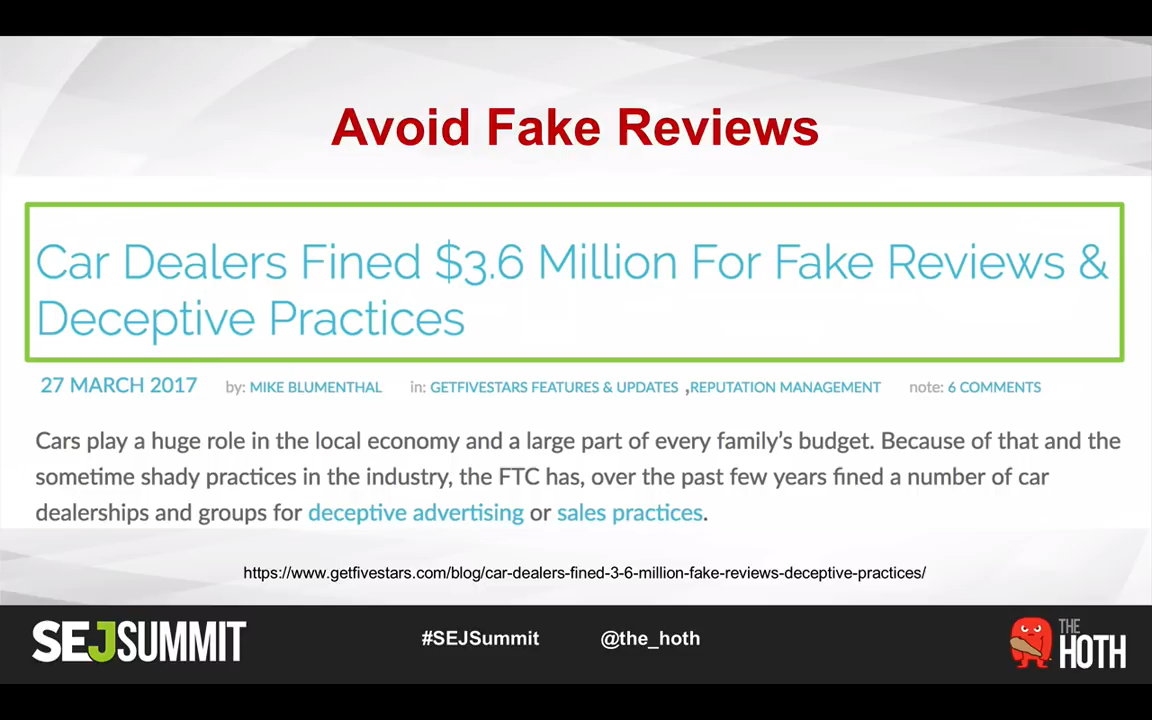 Avoid Fake Reviews
Car Dealers Fined $3.6 Million For Fake Reviews &
Deceptive Practices
27 MARCH 2017 by: MIKE BLUMENTHAL in: GETFIVESTARS FEATURES & UPDATES ,REPUTATION MANAGEMENT note: 6 COMMENTS
Cars play a huge role in the local economy and a large part of every family's budget. Because of that and the
sometime shady practices in the industry, the FTC has, over the past few years fined a number of car
dealerships and groups for deceptive advertising or sales practices.
https://www.getfivestars.com/blog/car-dealers-fined-3-6-million-fake-reviews-deceptive-practices/
SEJSUMMIT #SEJSummit @the_hoth THE HOTH